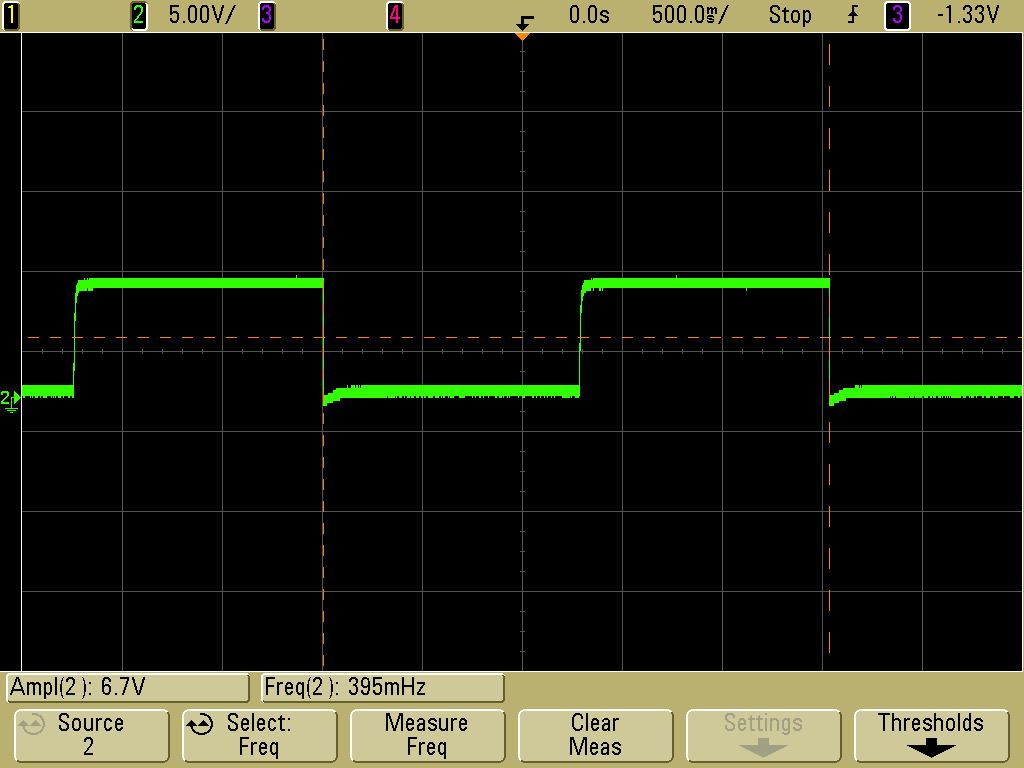 1 2 5.00V/ 3 4 0.0s 500.0ms/ Stop 3 -1.33V
2
Ampl(2): 6.7V Freq(2): 395mHz
Source Select: Measure Clear Settings Thresholds
2 Freq Freq Meas